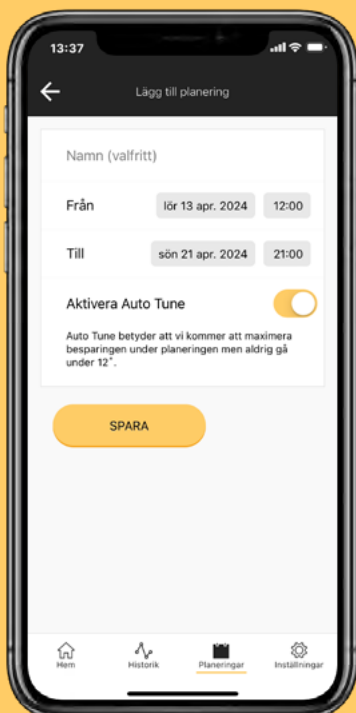 13:37
Lägg till planering
Namn (valfritt)
Från lör 13 apr. 2024 12:00
Till sön 21 apr. 2024 21:00
Aktivera Auto Tune
Auto Tune betyder att vi kommer att maximera
besparingen under planeringen men aldrig gå
under 12°.
SPARA
Hem Historik Planeringar Inställningar